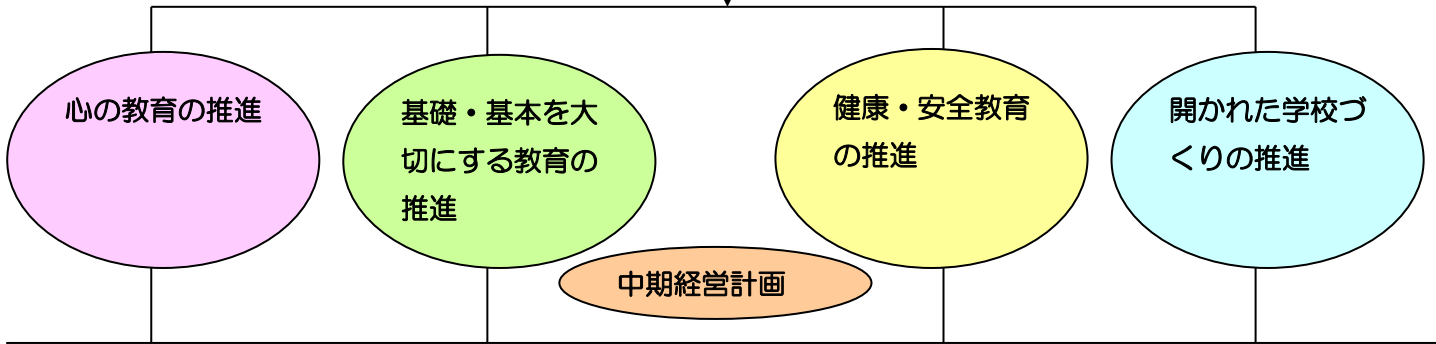 心の教育の推進
基礎・基本を大
切にする教育の
推進
健康・安全教育
の推進
開かれた学校づ
くりの推進
中期経営計画